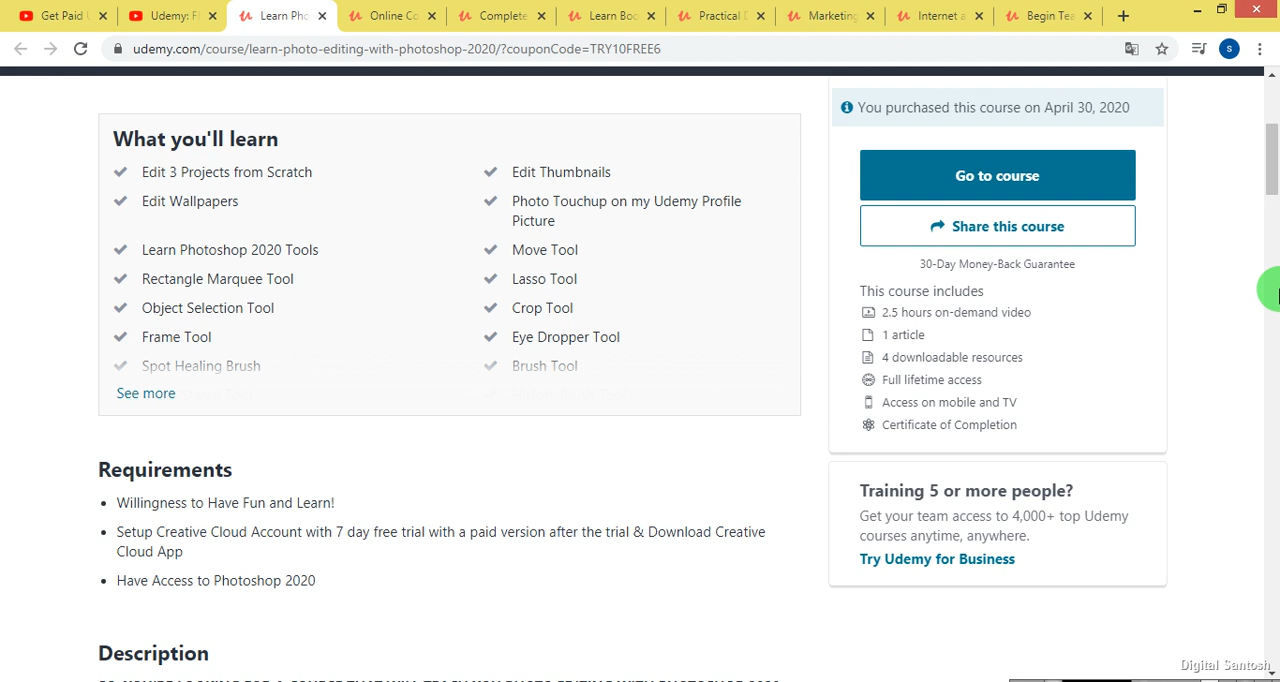 Get Paid
Udemy: F
Learn Pho
Online Co
Complete
Learn Boo
Practical
Marketing
Internet a
Begin Tea
udemy.com/course/learn-photo-editing-with-photoshop-2020/?couponCode=TRY10FREE6
S
What you'll learn
Edit 3 Projects from Scratch
Edit Thumbnails
Edit Wallpapers
Photo Touchup on my Udemy Profile
Picture
Learn Photoshop 2020 Tools
Move Tool
Rectangle Marquee Tool
Lasso Tool
Object Selection Tool
Crop Tool
Frame Tool
Eye Dropper Tool
Spot Healing Brush
Brush Tool
See more
Requirements
• Willingness to Have Fun and Learn!
• Setup Creative Cloud Account with 7 day free trial with a paid version after the trial & Download Creative
Cloud App
• Have Access to Photoshop 2020
Description
You purchased this course on April 30, 2020
Go to course
Share this course
30-Day Money-Back Guarantee
This course includes
2.5 hours on-demand video
1 article
4 downloadable resources
Full lifetime access
Access on mobile and TV
Certificate of Completion
Training 5 or more people?
Get your team access to 4,000+ top Udemy
courses anytime, anywhere.
Try Udemy for Business
Digital Santosh